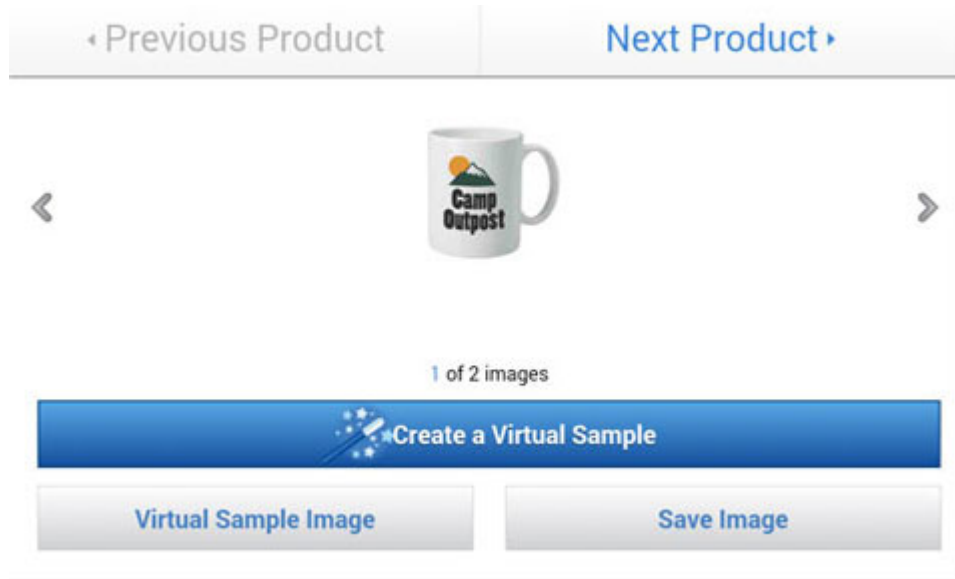 Previous Product
Next Product
Camp
Outpost
1 of 2 images
Create a Virtual Sample
Virtual Sample Image
Save Image